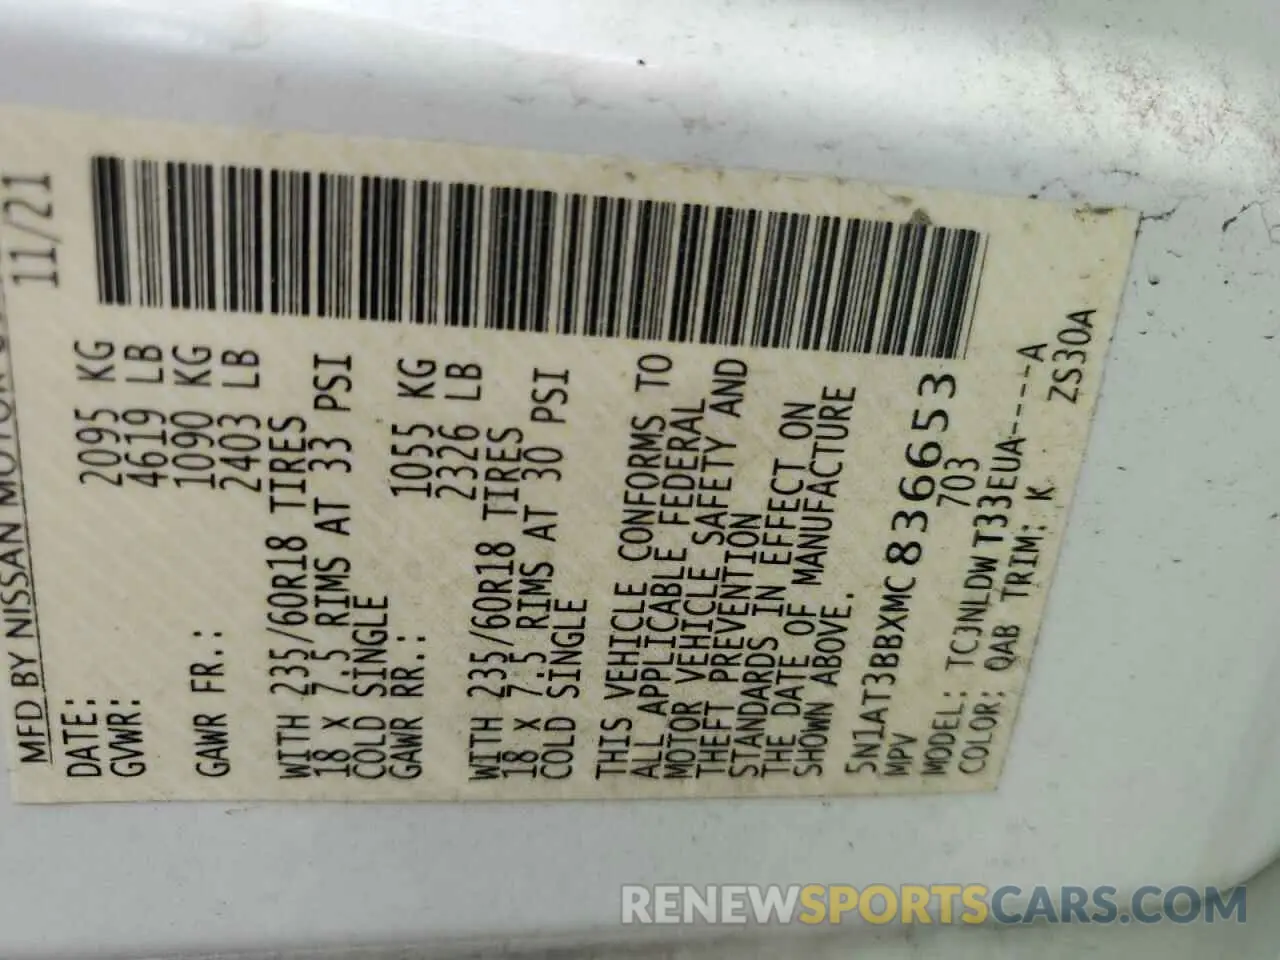 MFD BY NISSAN MOTOR
DATE: 11/21
GVWR: 2095 KG
4619 LB
GAWR FR.: 1090 KG
2403 LB
WITH 235/60R18 TIRES
18 X 7.5 RIMS AT 33 PSI
COLD SINGLE
GAWR RR.: 1055 KG
2326 LB
WITH 235/60R18 TIRES
18 X 7.5 RIMS AT 30 PSI
COLD SINGLE
THIS VEHICLE CONFORMS TO
ALL APPLICABLE FEDERAL
MOTOR VEHICLE SAFETY AND
THEFT PREVENTION
STANDARDS IN EFFECT ON
THE DATE OF MANUFACTURE
SHOWN ABOVE.
5N1AT3BBXMC836653
MPV 703
MODEL: TCJNLDWT33EUA----A
COLOR: QAB TRIM: K ZS30A
RENEWSPORTSCARS.COM